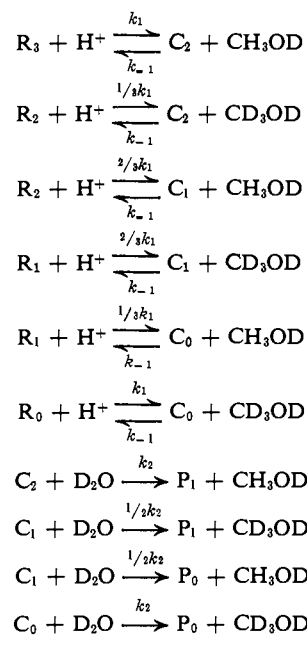 k₁
R₃ + H⁺ ⇌ C₂ + CH₃OD
k₋₁
¹/₃k₁
R₂ + H⁺ ⇌ C₂ + CD₃OD
k₋₁
²/₃k₁
R₂ + H⁺ ⇌ C₁ + CH₃OD
k₋₁
²/₃k₁
R₁ + H⁺ ⇌ C₁ + CD₃OD
k₋₁
¹/₃k₁
R₁ + H⁺ ⇌ C₀ + CH₃OD
k₋₁
k₁
R₀ + H⁺ ⇌ C₀ + CD₃OD
k₋₁
k₂
C₂ + D₂O ⟶ P₁ + CH₃OD
¹/₂k₂
C₁ + D₂O ⟶ P₁ + CD₃OD
¹/₂k₂
C₁ + D₂O ⟶ P₀ + CH₃OD
k₂
C₀ + D₂O ⟶ P₀ + CD₃OD